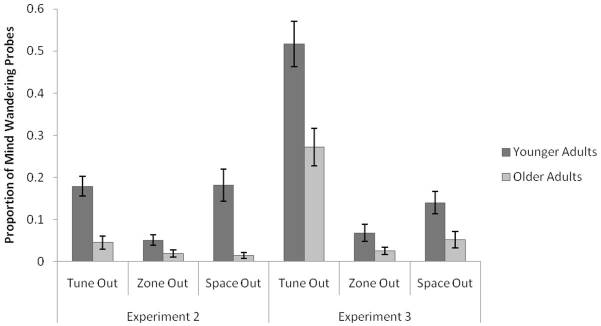 Proportion of Mind Wandering Probes
0.6
0.5
0.4
0.3
0.2
0.1
0
Tune Out Zone Out Space Out Tune Out Zone Out Space Out
Experiment 2 Experiment 3
Younger Adults
Older Adults